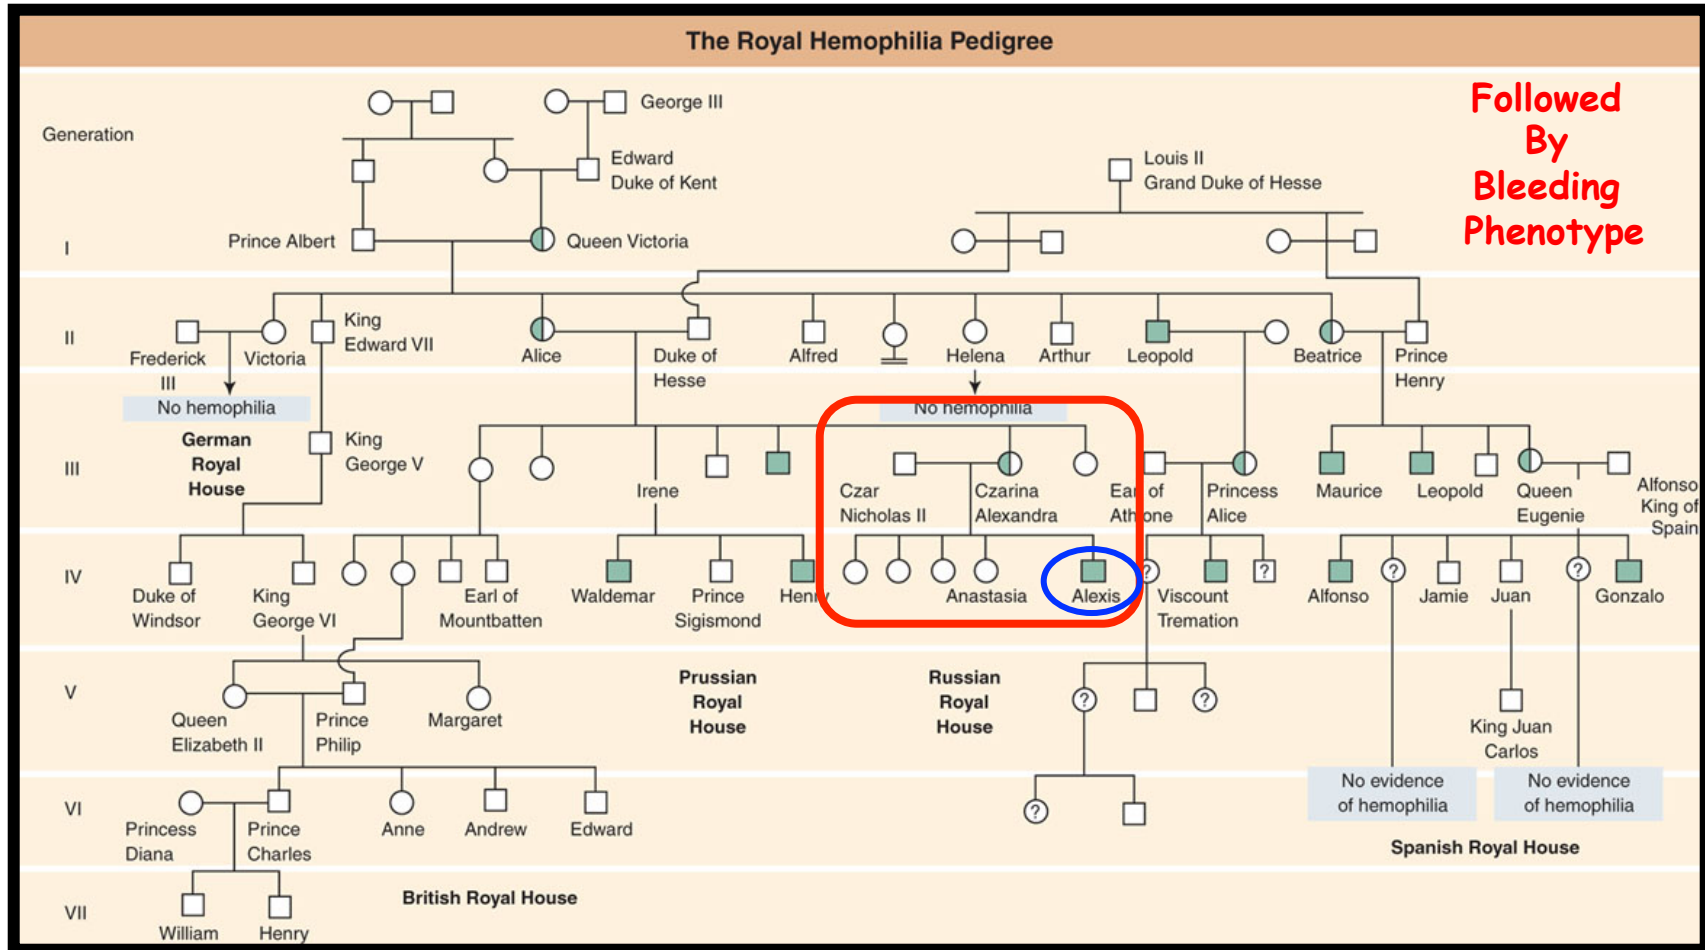 The Royal Hemophilia Pedigree
Followed
By
Bleeding
Phenotype
Generation
George III
Edward
Duke of Kent
Louis II
Grand Duke of Hesse
I
Prince Albert
Queen Victoria
II
Frederick
III
Victoria
King
Edward VII
Alice
Duke of
Hesse
Alfred
Helena
Arthur
Leopold
Beatrice
Prince
Henry
No hemophilia
No hemophilia
German
Royal
House
III
King
George V
Irene
Czar
Nicholas II
Czarina
Alexandra
Earl of
Athlone
Princess
Alice
Maurice
Leopold
Queen
Eugenie
Alfonso
King of
Spain
IV
Duke of
Windsor
King
George VI
Earl of
Mountbatten
Waldemar
Prince
Sigismond
Henry
Anastasia
Alexis
?
Viscount
Tremation
?
Alfonso
?
Jamie
Juan
?
Gonzalo
V
Queen
Elizabeth II
Prince
Philip
Margaret
Prussian
Royal
House
Russian
Royal
House
?
?
King Juan
Carlos
No evidence
of hemophilia
No evidence
of hemophilia
VI
Princess
Diana
Prince
Charles
Anne
Andrew
Edward
?
Spanish Royal House
VII
William
Henry
British Royal House